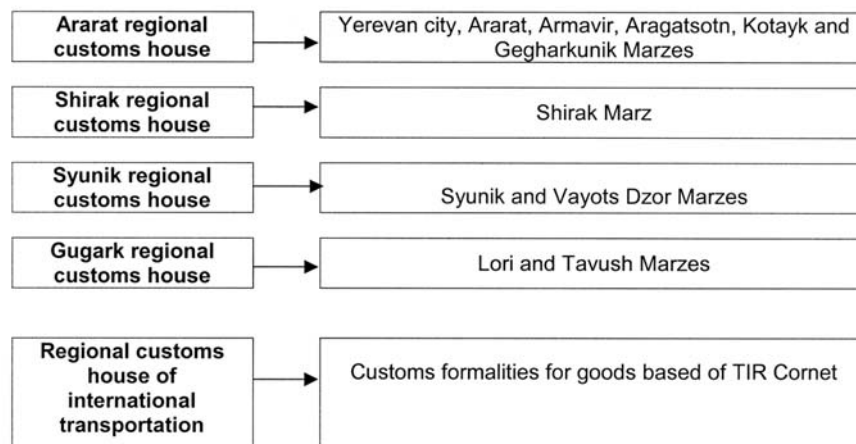 Ararat regional
customs house
Yerevan city, Ararat, Armavir, Aragatsotn, Kotayk and
Gegharkunik Marzes
Shirak regional
customs house
Shirak Marz
Syunik regional
customs house
Syunik and Vayots Dzor Marzes
Gugark regional
customs house
Lori and Tavush Marzes
Regional customs
house of
international
transportation
Customs formalities for goods based of TIR Cornet